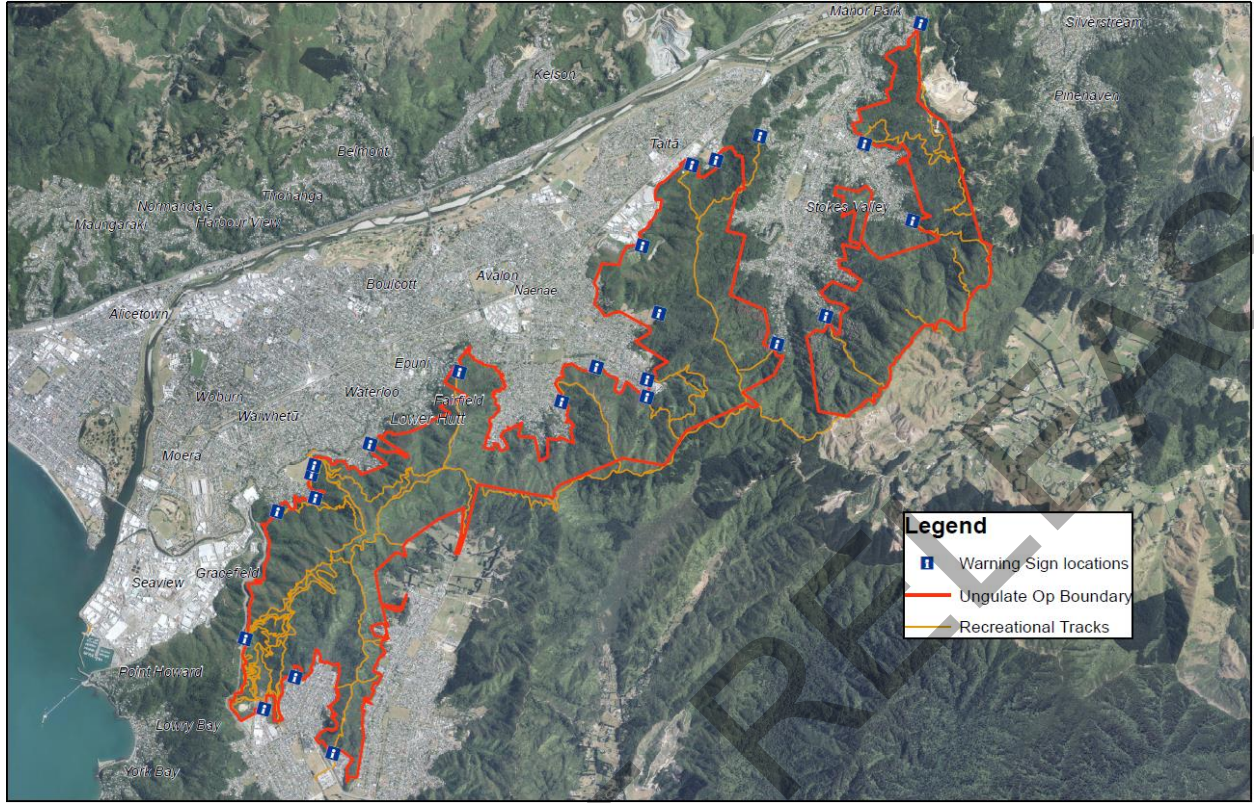 Manor Park
Silverstream
Kelson
Pinehaven
Taitā
Belmont
Tirohanga
Normandale
Stokes Valley
Maungaraki
Harbour View
Avalon
Boulcott
Naenae
Alicetown
Epuni
Waterloo
Woburn
Fairfield
Waiwhetū
Lower Hutt
Moera
Seaview
Gracefield
Point Howard
Lowry Bay
York Bay
Legend
Warning Sign locations
Ungulate Op Boundary
Recreational Tracks